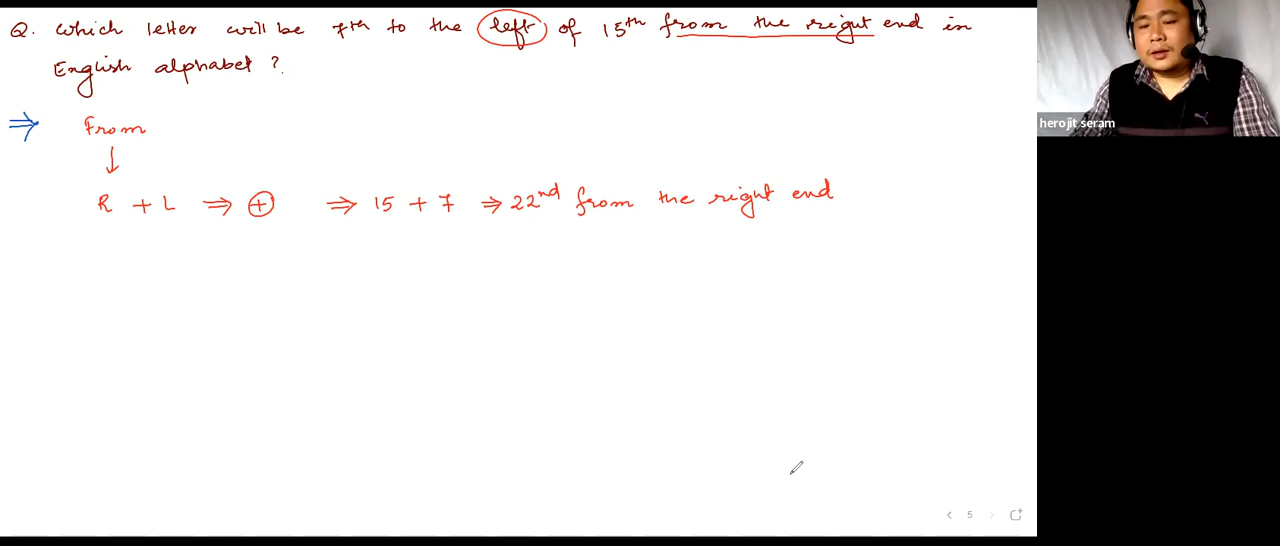 Q. Which letter will be 7th to the left of 15th from the right end in
English alphabet ?
⇒ From
↓
R + L ⇒ ⊕ ⇒ 15 + 7 ⇒ 22nd from the right end
herojit seram
5